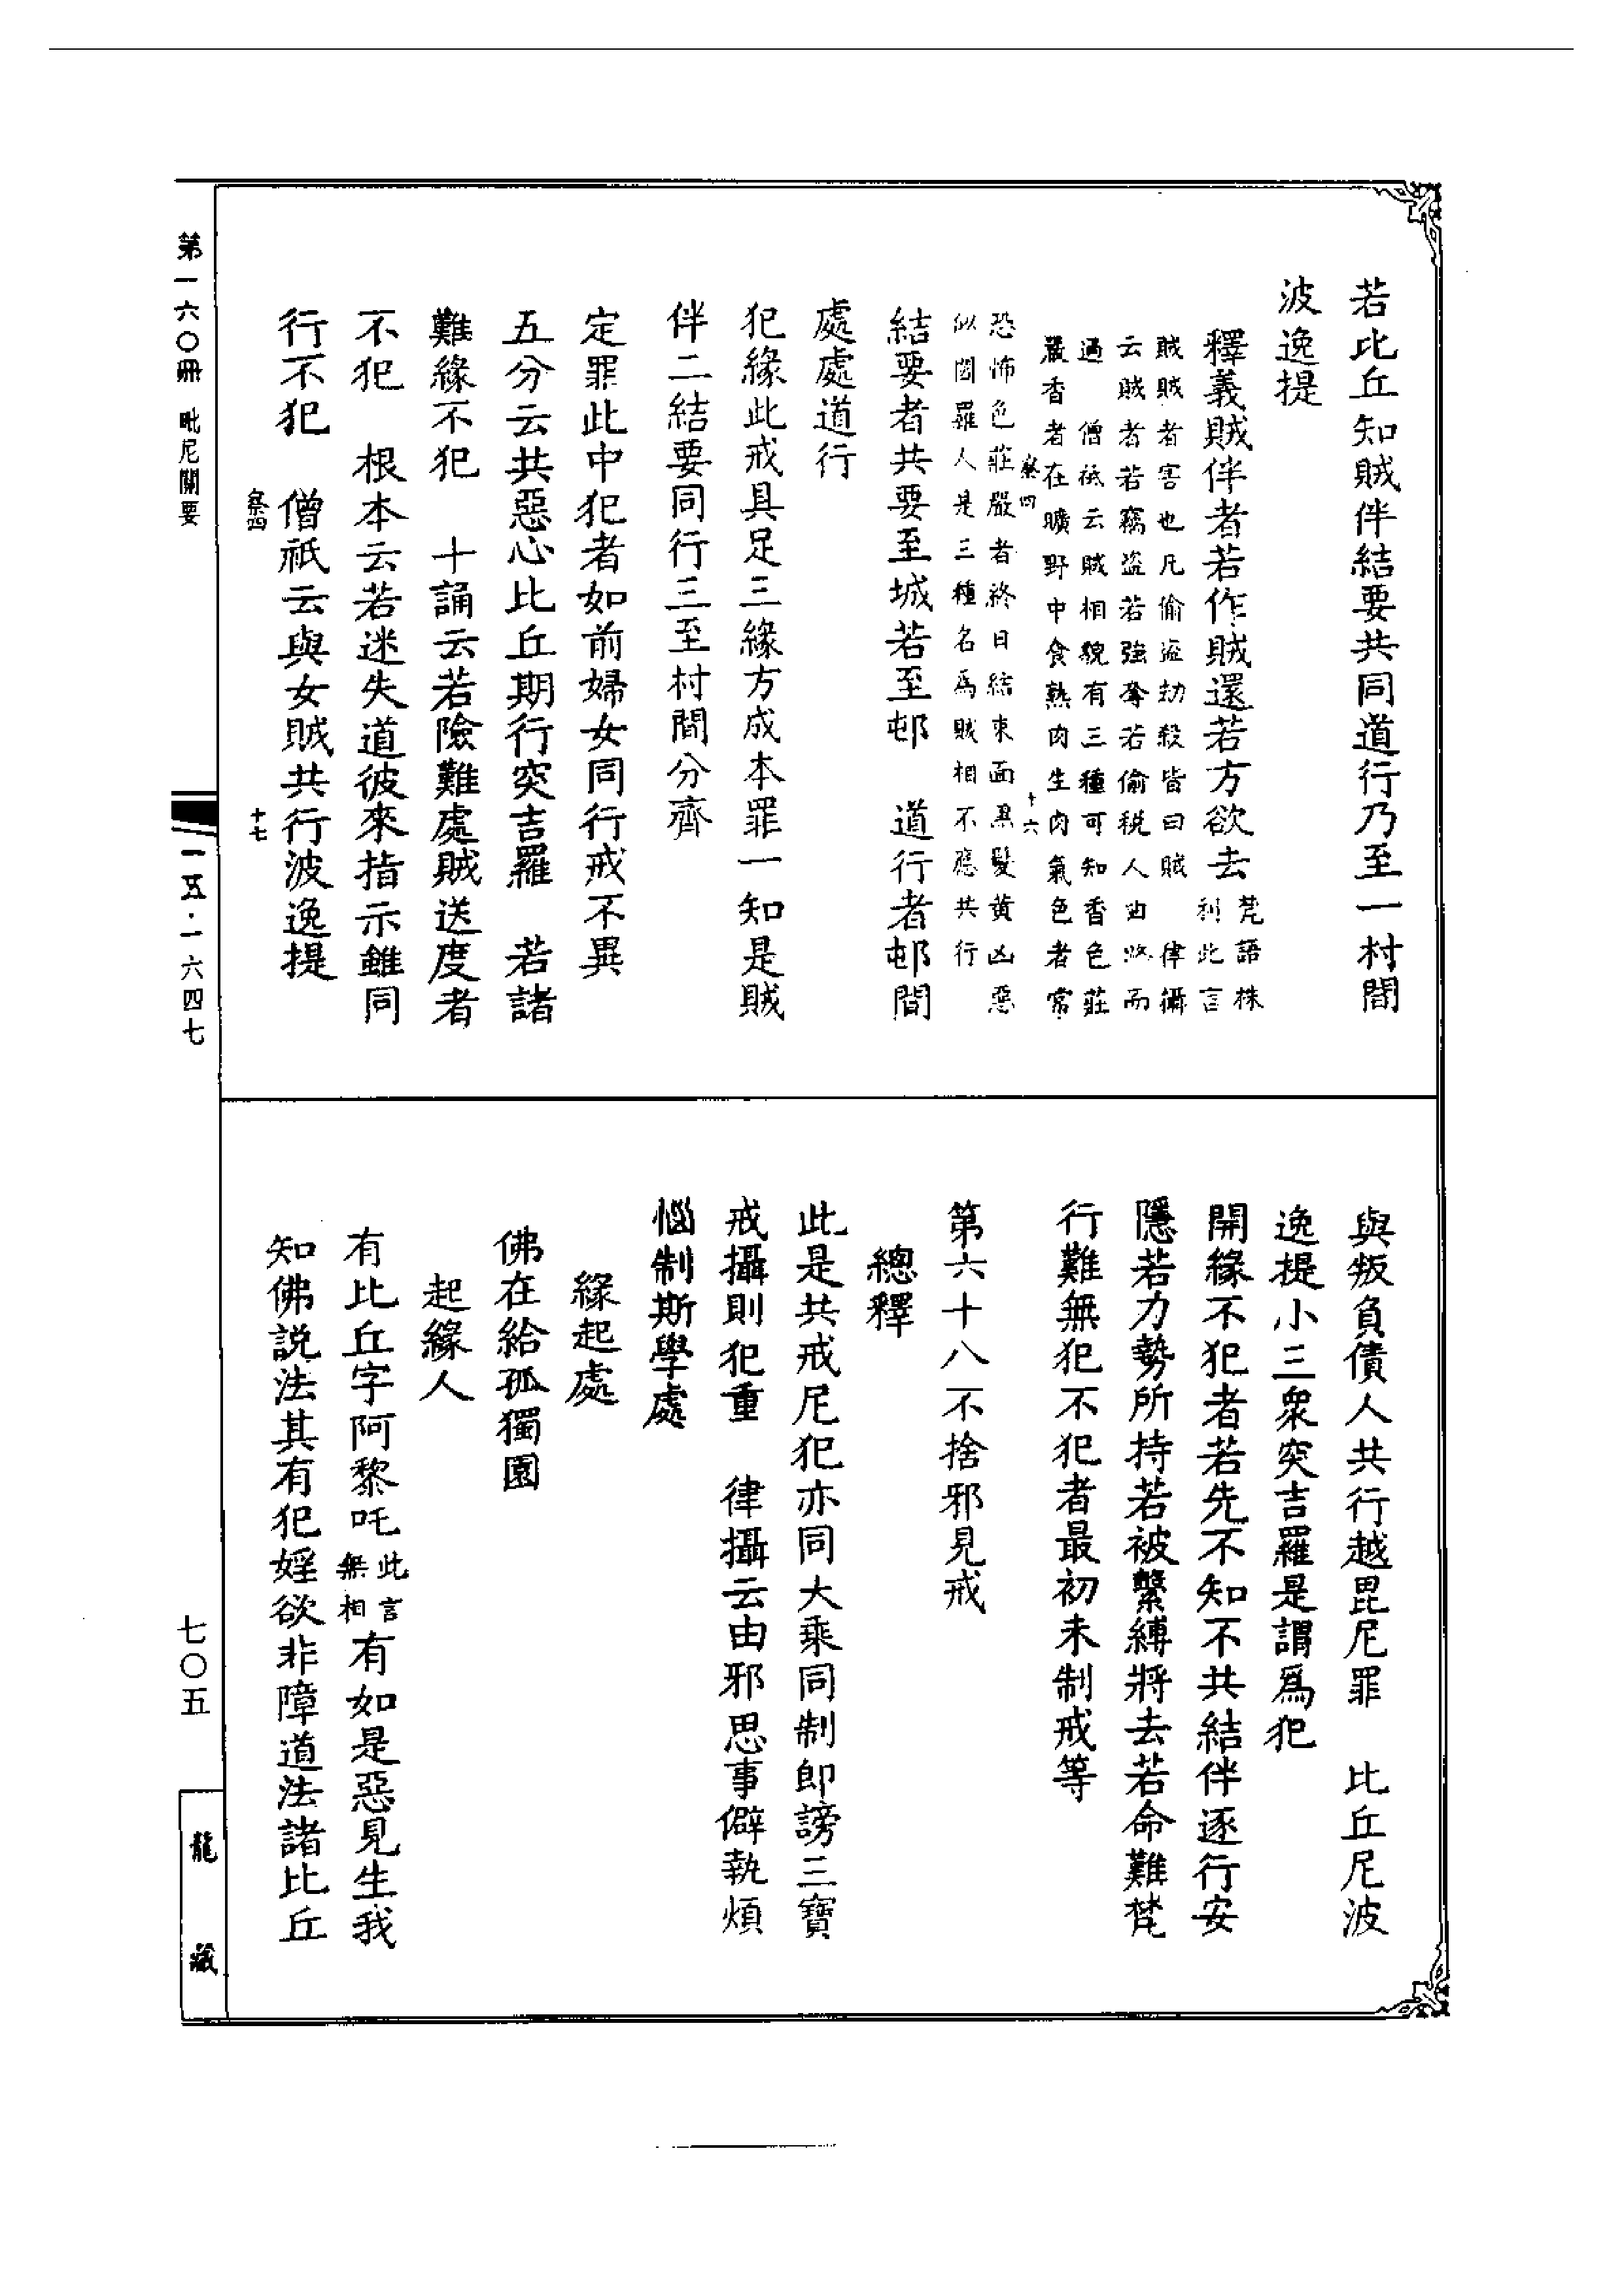 若比丘知賊伴結要共同道行乃至一村間
波逸提
釋義賊伴者若作賊還若方欲去梵語株
利此言
賊賊者害也凡偷盗劫殺皆曰賊　律攝
云賊者若竊盗若強奪若偷稅人由路而
過　僧祇云賊相貌有三種可知香色莊
嚴香者在曠野中食熟肉生肉氣色者常
察四　十六
恐怖色莊嚴者終日結束面黑髮黃凶惡
似閻羅人是三種名爲賊相不應共行
結要者共要至城若至邨　道行者邨間
處處道行
犯緣此戒具足三緣方成本罪一知是賊
伴二結要同行三至村間分齊
定罪此中犯者如前婦女同行戒不異
五分云共惡心比丘期行突吉羅　若諸
難緣不犯　十誦云若險難處賊送度者
不犯　根本云若迷失道彼來指示雖同
行不犯　僧祇云與女賊共行波逸提
察四　十七
與叛負債人共行越毘尼罪　比丘尼波
逸提小三衆突吉羅是謂爲犯
開緣不犯者若先不知不共結伴逐行安
隱若力勢所持若被繫縛將去若命難梵
行難無犯不犯者最初未制戒等
第六十八不捨邪見戒
總釋
此是共戒尼犯亦同大乘同制即謗三寶
戒攝則犯重　律攝云由邪思事僻執煩
惱制斯學處
緣起處
佛在給孤獨園
起緣人
有比丘字阿黎吒此言
無相有如是惡見生我
知佛説法其有犯婬欲非障道法諸比丘
第一六〇冊　毗尼關要
一五·一六四七
七〇五
龍藏